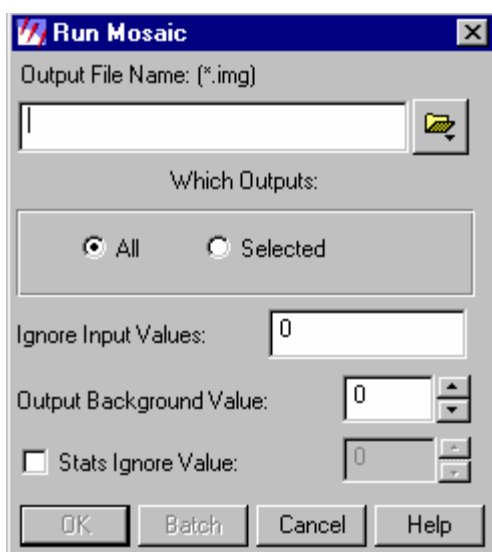 Run Mosaic
Output File Name: (*.img)
Which Outputs:
All Selected
Ignore Input Values: 0
Output Background Value: 0
Stats Ignore Value: 0
OK Batch Cancel Help